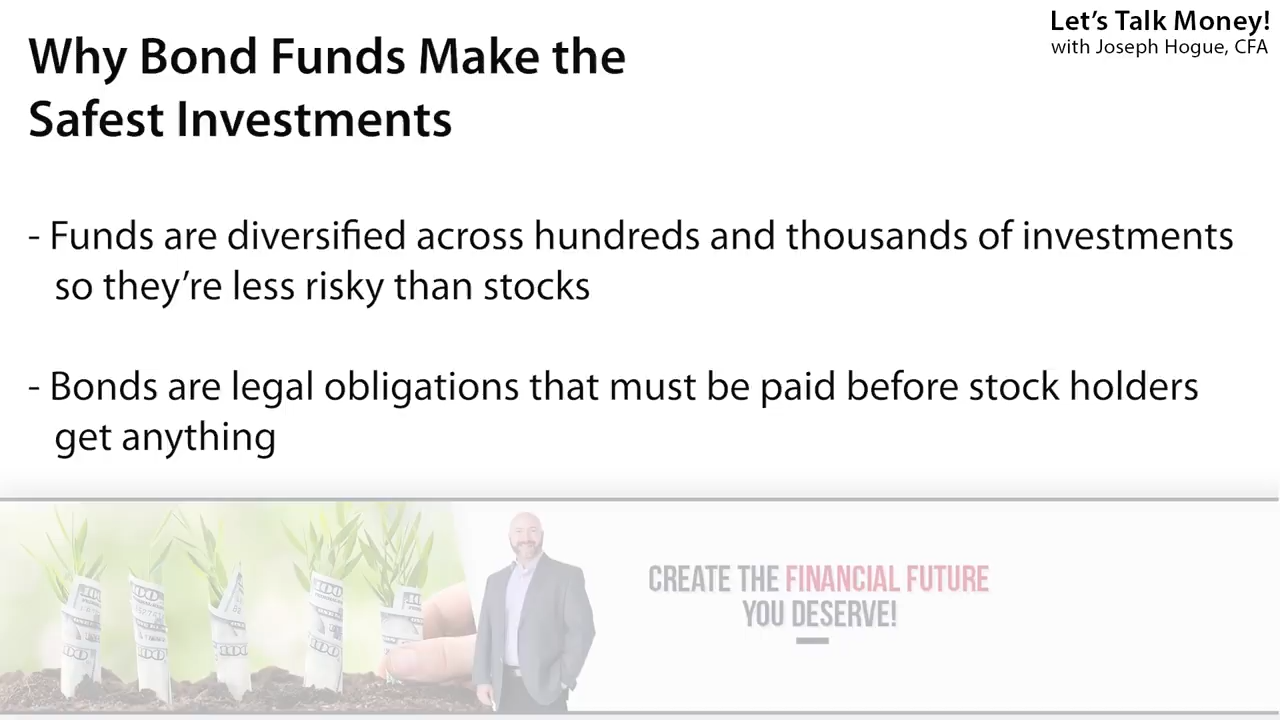 Let's Talk Money!
with Joseph Hogue, CFA
Why Bond Funds Make the
Safest Investments
- Funds are diversified across hundreds and thousands of investments
so they're less risky than stocks
- Bonds are legal obligations that must be paid before stock holders
get anything
CREATE THE FINANCIAL FUTURE
YOU DESERVE!